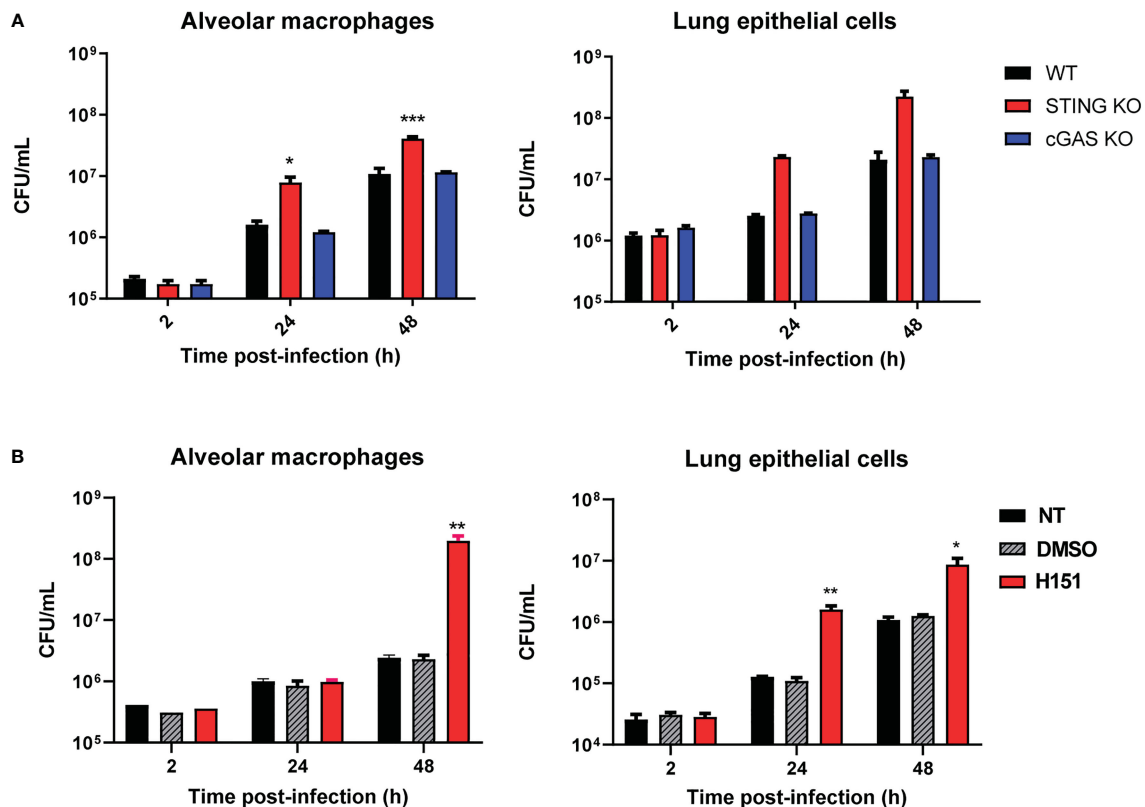 A
Alveolar macrophages
CFU/mL
10⁹
10⁸
10⁷
10⁶
10⁵
*
***
2
24
48
Time post-infection (h)
Lung epithelial cells
CFU/mL
10⁹
10⁸
10⁷
10⁶
10⁵
2
24
48
Time post-infection (h)
WT
STING KO
cGAS KO
B
Alveolar macrophages
CFU/mL
10⁹
10⁸
10⁷
10⁶
10⁵
**
2
24
48
Time post-infection (h)
Lung epithelial cells
CFU/mL
10⁸
10⁷
10⁶
10⁵
10⁴
**
*
2
24
48
Time post-infection (h)
NT
DMSO
H151